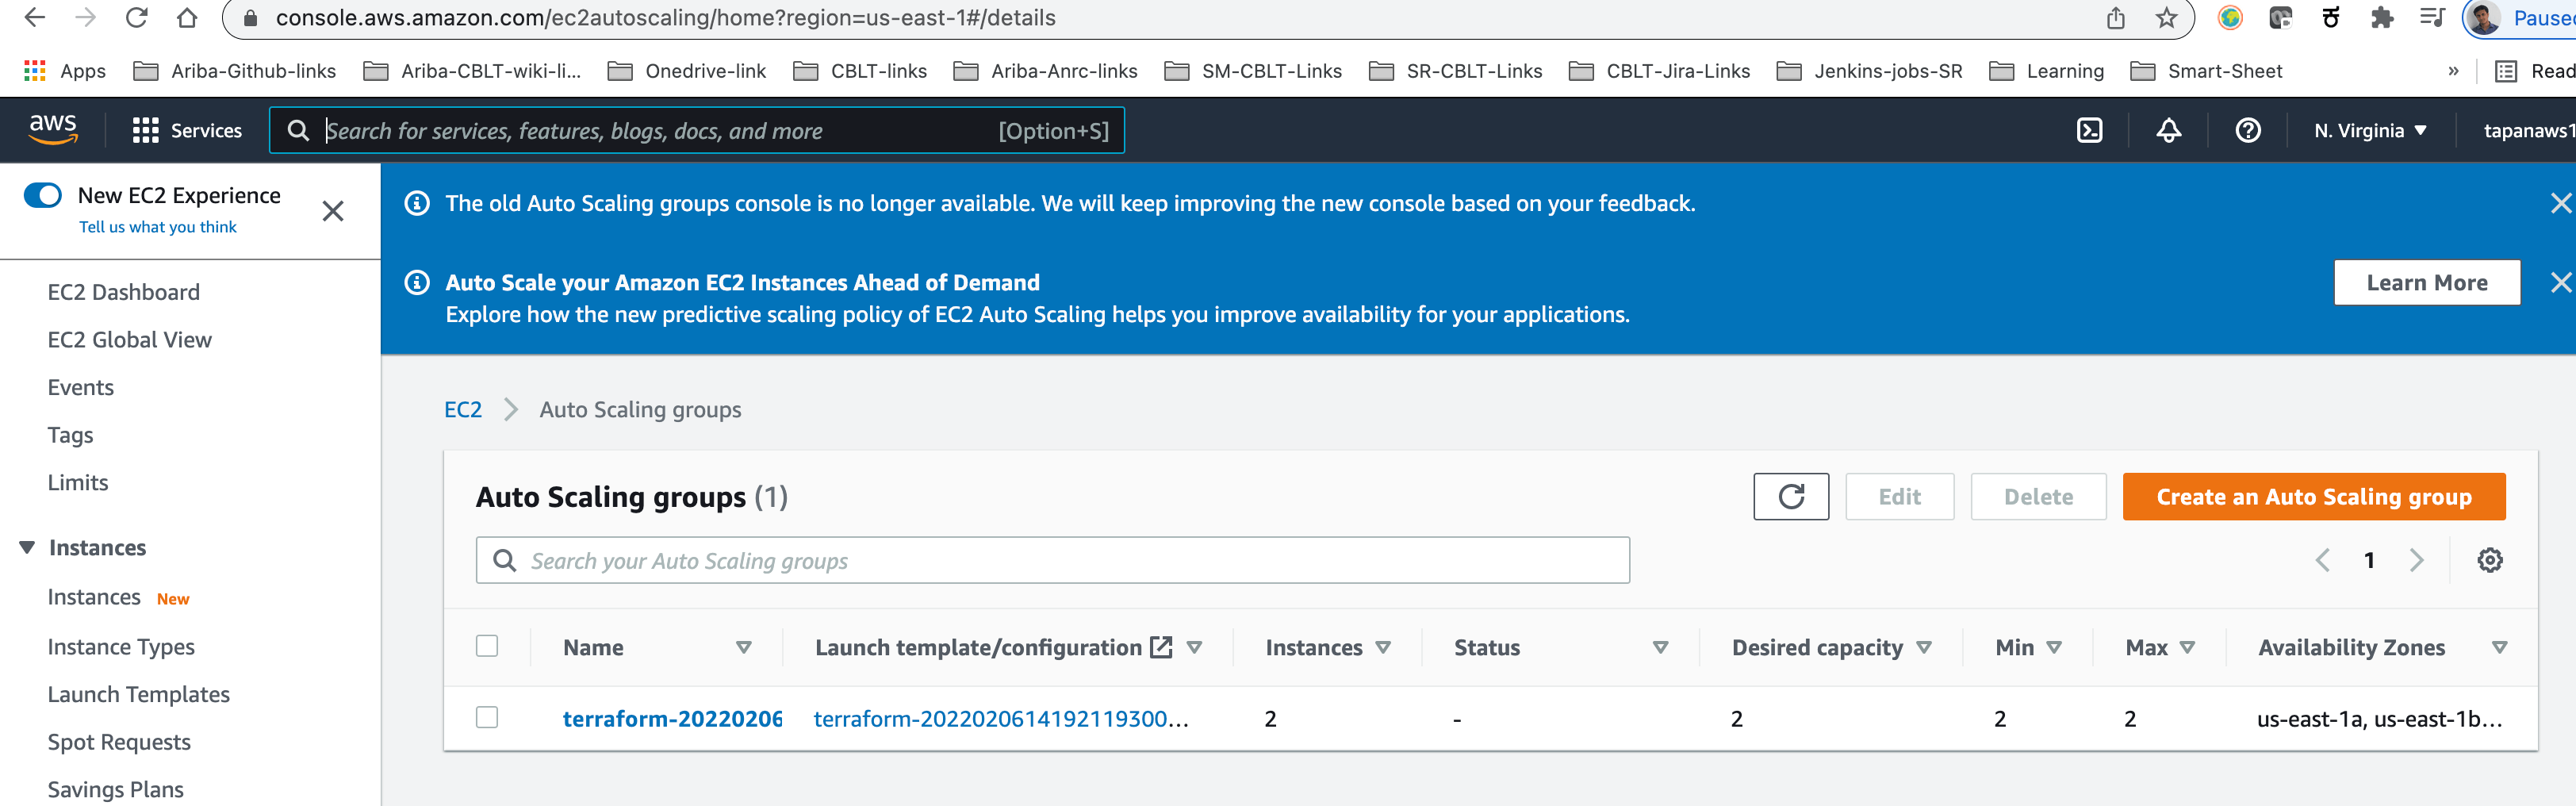 console.aws.amazon.com/ec2autoscaling/home?region=us-east-1#/details
Paused
Apps Ariba-Github-links Ariba-CBLT-wiki-li... Onedrive-link CBLT-links Ariba-Anrc-links SM-CBLT-Links SR-CBLT-Links CBLT-Jira-Links Jenkins-jobs-SR Learning Smart-Sheet » Read
aws Services Search for services, features, blogs, docs, and more [Option+S] N. Virginia ▼ tapanaws1
New EC2 Experience
Tell us what you think
The old Auto Scaling groups console is no longer available. We will keep improving the new console based on your feedback.
Auto Scale your Amazon EC2 Instances Ahead of Demand
Explore how the new predictive scaling policy of EC2 Auto Scaling helps you improve availability for your applications.
Learn More
EC2 Dashboard
EC2 Global View
Events
Tags
Limits
Instances
Instances New
Instance Types
Launch Templates
Spot Requests
Savings Plans
EC2 > Auto Scaling groups
Auto Scaling groups (1)
Edit Delete Create an Auto Scaling group
Search your Auto Scaling groups
1
Name Launch template/configuration Instances Status Desired capacity Min Max Availability Zones
terraform-20220206 terraform-2022020614192119300... 2 - 2 2 2 us-east-1a, us-east-1b...